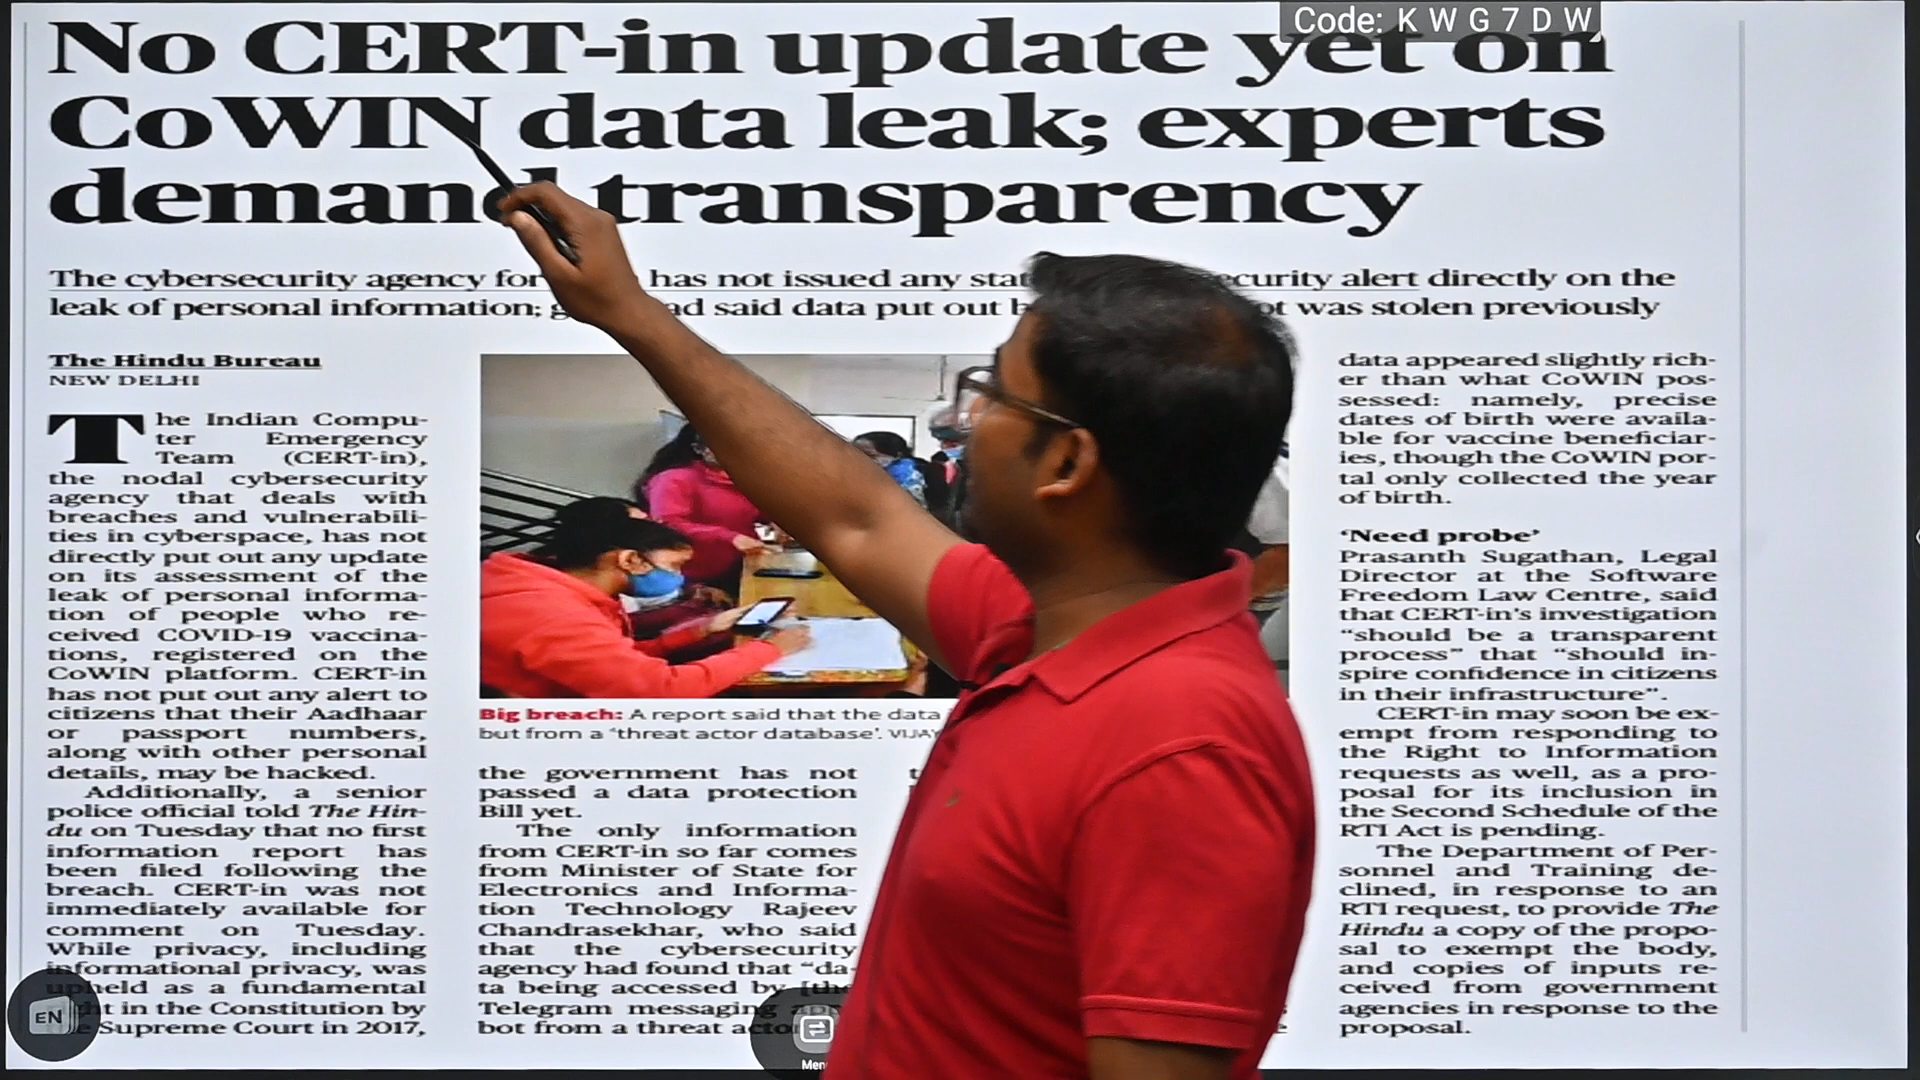 Code: K W G 7 D W
No CERT-in update yet on
CoWIN data leak; experts
demand transparency
The cybersecurity agency for has not issued any security alert directly on the
leak of personal information; said data put out was stolen previously
The Hindu Bureau
NEW DELHI
The Indian Compu-
ter Emergency
Team (CERT-in),
the nodal cybersecurity
agency that deals with
breaches and vulnerabili-
ties in cyberspace, has not
directly put out any update
on its assessment of the
leak of personal informa-
tion of people who re-
ceived COVID-19 vaccina-
tions, registered on the
CoWIN platform. CERT-in
has not put out any alert to
citizens that their Aadhaar
or passport numbers,
along with other personal
details, may be hacked.
Additionally, a senior
police official told The Hin-
du on Tuesday that no first
information report has
been filed following the
breach. CERT-in was not
immediately available for
comment on Tuesday.
While privacy, including
informational privacy, was
upheld as a fundamental
right in the Constitution by
Supreme Court in 2017,
Big breach: A report said that the data
but from a ‘threat actor database’.
the government has not
passed a data protection
Bill yet.
The only information
from CERT-in so far comes
from Minister of State for
Electronics and Informa-
tion Technology Rajeev
Chandrasekhar, who said
that the cybersecurity
agency had found that “da-
ta being accessed by [the
Telegram messaging app
bot from a threat actor
data appeared slightly rich-
er than what CoWIN pos-
sessed: namely, precise
dates of birth were availa-
ble for vaccine beneficiar-
ies, though the CoWIN por-
tal only collected the year
of birth.
‘Need probe’
Prasanth Sugathan, Legal
Director at the Software
Freedom Law Centre, said
that CERT-in's investigation
“should be a transparent
process” that “should in-
spire confidence in citizens
in their infrastructure”.
CERT-in may soon be ex-
empt from responding to
the Right to Information
requests as well, as a pro-
posal for its inclusion in
the Second Schedule of the
RTI Act is pending.
The Department of Per-
sonnel and Training de-
clined, in response to an
RTI request, to provide The
Hindu a copy of the propo-
sal to exempt the body,
and copies of inputs re-
ceived from government
agencies in response to the
proposal.
EN